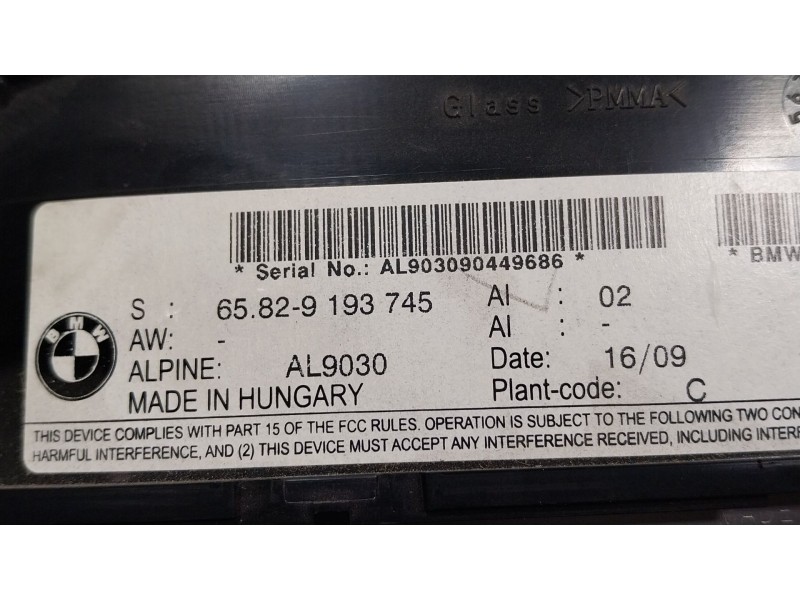 Glass >PMMA<
* Serial No.: AL903090449686 * * BMW
S : 65.82-9 193 745 AI : 02
AW: - AI : -
ALPINE: AL9030 Date: 16/09
MADE IN HUNGARY Plant-code: C
BMW
THIS DEVICE COMPLIES WITH PART 15 OF THE FCC RULES. OPERATION IS SUBJECT TO THE FOLLOWING TWO CON
HARMFUL INTERFERENCE, AND (2) THIS DEVICE MUST ACCEPT ANY INTERFERENCE RECEIVED, INCLUDING INTERF